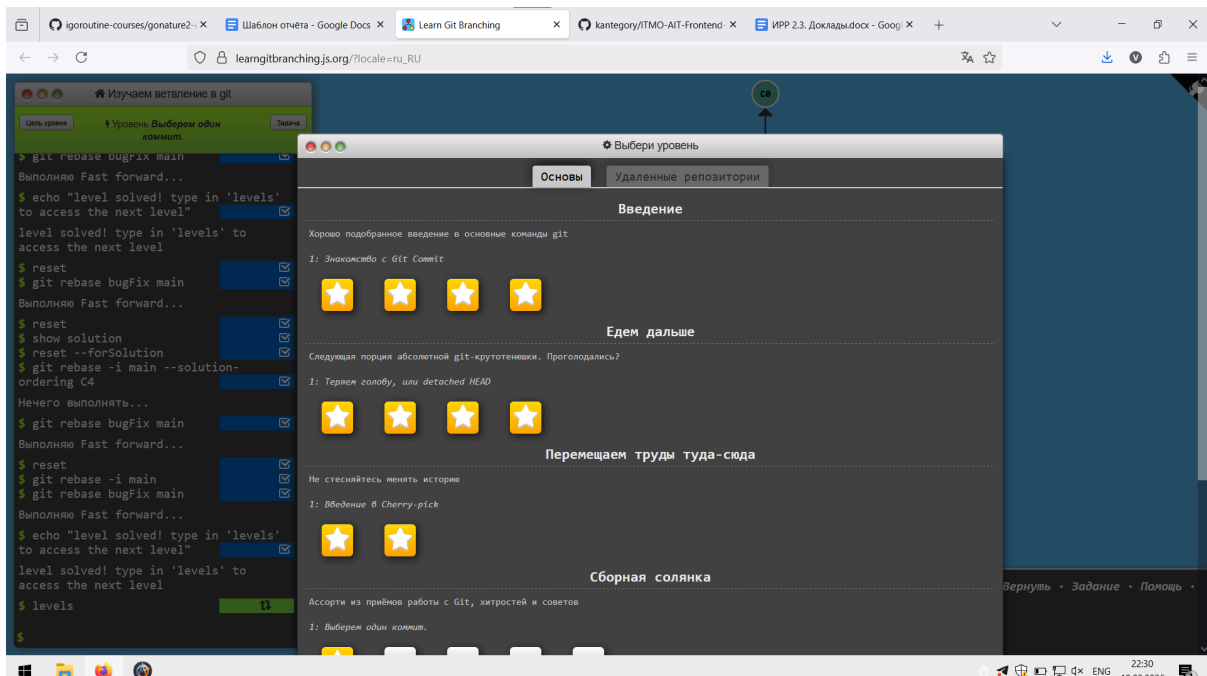 igoroutine-courses/gonature2-
Шаблон отчёта - Google Docs
Learn Git Branching
kantegory/ITMO-AIT-Frontend-
ИРР 2.3. Доклады.docx - Googl
learngitbranching.js.org/?locale=ru_RU
Изучаем ветвление в git
Цель уровня
Уровень Выберем один
коммит.
Задача
$ git rebase bugFix main
Выполняю Fast forward...
$ echo "level solved! type in 'levels'
to access the next level"
level solved! type in 'levels' to
access the next level
$ reset
$ git rebase bugFix main
Выполняю Fast forward...
$ reset
$ show solution
$ reset --forSolution
$ git rebase -i main --solution-
ordering C4
Нечего выполнять...
$ git rebase bugFix main
Выполняю Fast forward...
$ reset
$ git rebase -i main
$ git rebase bugFix main
Выполняю Fast forward...
$ echo "level solved! type in 'levels'
to access the next level"
level solved! type in 'levels' to
access the next level
$ levels
$
C0
Выбери уровень
Основы
Удаленные репозитории
Введение
Хорошо подобранное введение в основные команды git
1: Знакомство с Git Commit
Едем дальше
Следующая порция абсолютной git-крутотенюшки. Проголодались?
1: Теряем голову, или detached HEAD
Перемещаем труды туда-сюда
Не стесняйтесь менять историю
1: Введение в Cherry-pick
Сборная солянка
Ассорти из приёмов работы с Git, хитростей и советов
1: Выберем один коммит.
Вернуть · Задание · Помощь ·
ENG
22:30